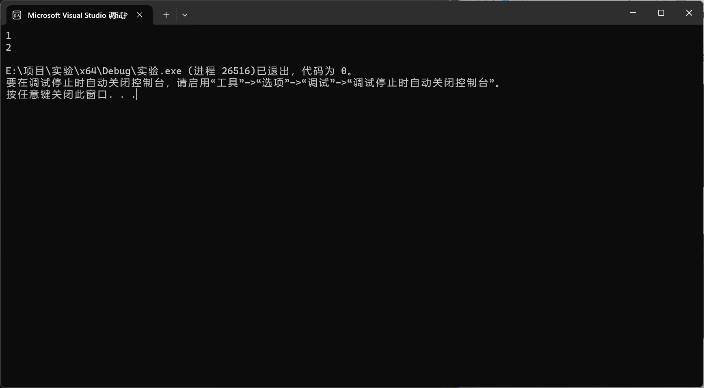 Microsoft Visual Studio
1
2
E:\项目\实验\x64\Debug\实验.exe (进程 26516)已退出，代码为 0。
要在调试停止时自动关闭控制台，请启用“工具”->“选项”->“调试”->“调试停止时自动关闭控制台”。
按任意键关闭此窗口. . .